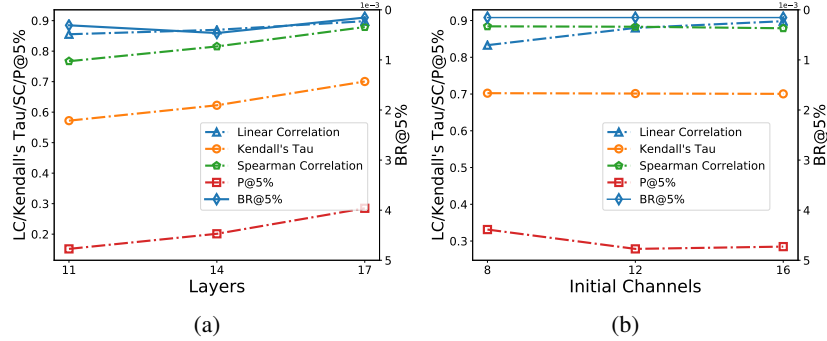 1e−3
0.9
0.8
0.7
0.6
0.5
0.4
0.3
0.2
0
1
2
3
4
5
LC/Kendall's Tau/SC/P@5%
BR@5%
Linear Correlation
Kendall's Tau
Spearman Correlation
P@5%
BR@5%
11
14
17
Layers
(a)
1e−3
0.9
0.8
0.7
0.6
0.5
0.4
0.3
0
1
2
3
4
5
LC/Kendall's Tau/SC/P@5%
BR@5%
Linear Correlation
Kendall's Tau
Spearman Correlation
P@5%
BR@5%
8
12
16
Initial Channels
(b)